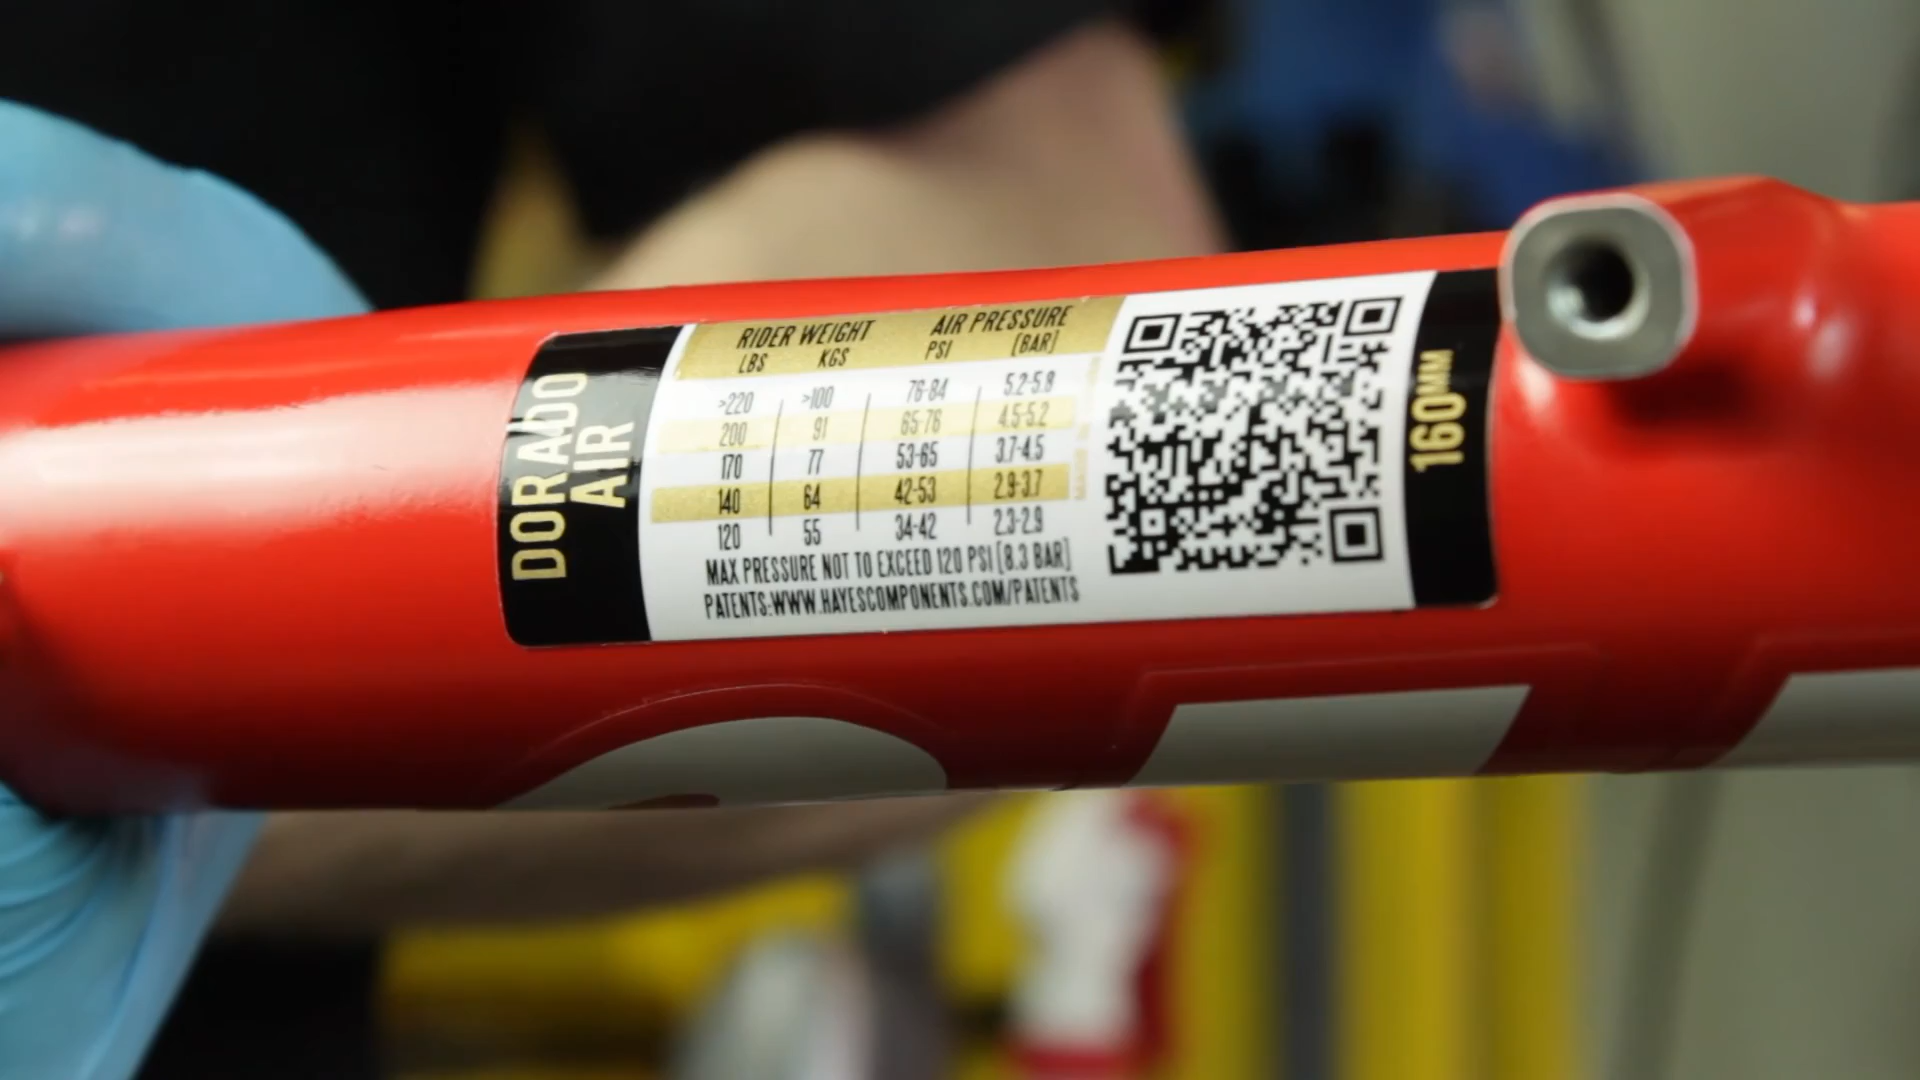 DORADO
AIR
RIDER WEIGHT AIR PRESSURE
LBS KGS PSI [BAR]
>220 >100 76-84 5.2-5.8
200 91 65-76 4.5-5.2
170 77 53-65 3.7-4.5
140 64 42-53 2.9-3.7
120 55 34-42 2.3-2.9
MAX PRESSURE NOT TO EXCEED 120 PSI [8.3 BAR]
PATENTS:WWW.HAYESCOMPONENTS.COM/PATENTS
160MM